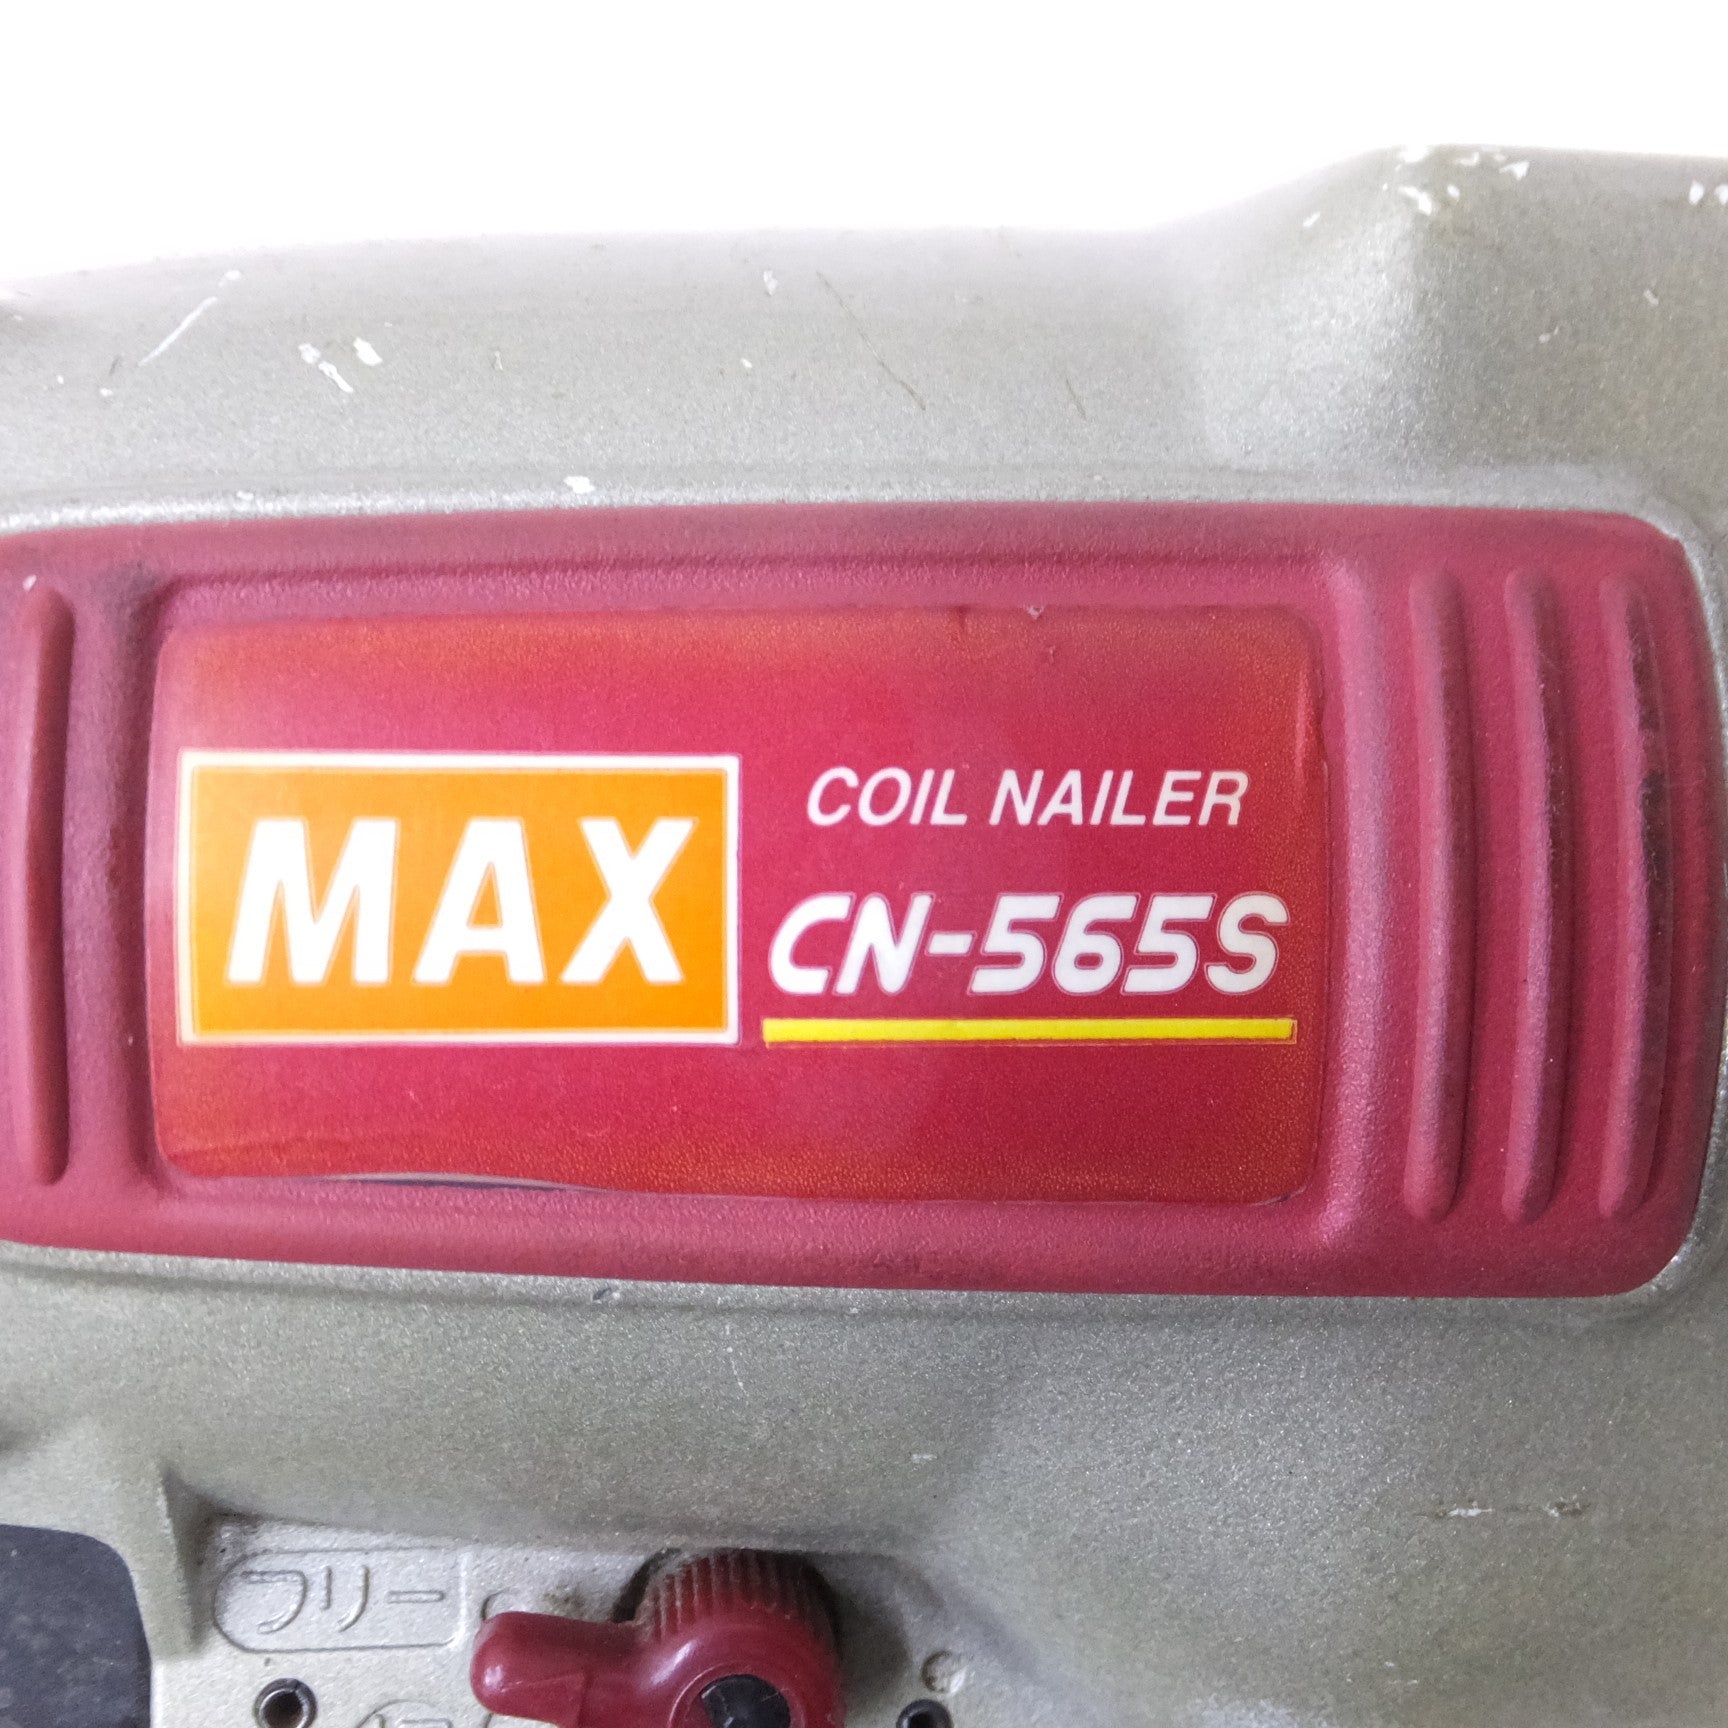 MAX
COIL NAILER
CN-565S
フリー